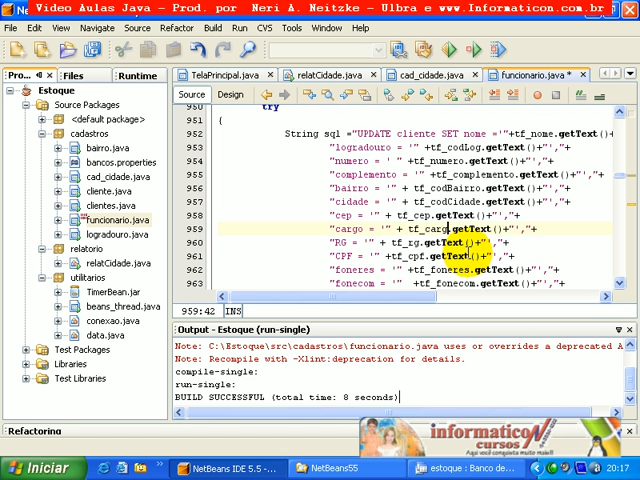 Video Aulas Java - Prod. por Neri A. Neitzke - Ulbra e www.Informaticon.com.br
File Edit View Navigate Source Refactor Build Run CVS Tools Window Help
Pro... Files Runtime
TelaPrincipal.java relatCidade.java cad_cidade.java funcionario.java *
Source Design
Estoque
Source Packages
<default package>
cadastros
bairro.java
bancos.properties
cad_cidade.java
cliente.java
clientes.java
funcionario.java
logradouro.java
relatorio
relatCidade.java
utilitarios
TimerBean.jar
beans_thread.java
conexao.java
data.java
Test Packages
Libraries
Test Libraries
950 try
951 {
952 String sql ="UPDATE cliente SET nome ='"+tf_nome.getText()+
953 "logradouro = '" +tf_codLog.getText()+"',"+
954 "numero = ' " +tf_numero.getText()+"',"+
955 "complemento = '" +tf_complemento.getText()+"',"+
956 "bairro = '" + tf_codBairro.getText()+"',"+
957 "cidade = '" + tf_codCidade.getText()+"',"+
958 "cep = '" + tf_cep.getText()+"',"+
959 "cargo = '" + tf_carg.getText()+"',"+
960 "RG = '" + tf_rg.getText()+"',"+
961 "CPF = '" +tf_cpf.getText()+"',"+
962 "foneres = '" +tf_foneres.getText()+"',"+
963 "fonecom = '" +tf_fonecom.getText()+"',"+
959:42 INS
Output - Estoque (run-single)
Note: C:\Estoque\src\cadastros\funcionario.java uses or overrides a deprecated A
Note: Recompile with -Xlint:deprecation for details.
compile-single:
run-single:
BUILD SUCCESSFUL (total time: 8 seconds)
Refactoring
informaticon
cursos
Iniciar NetBeans IDE 5.5 -... NetBeans55 estoque : Banco de... 20:17